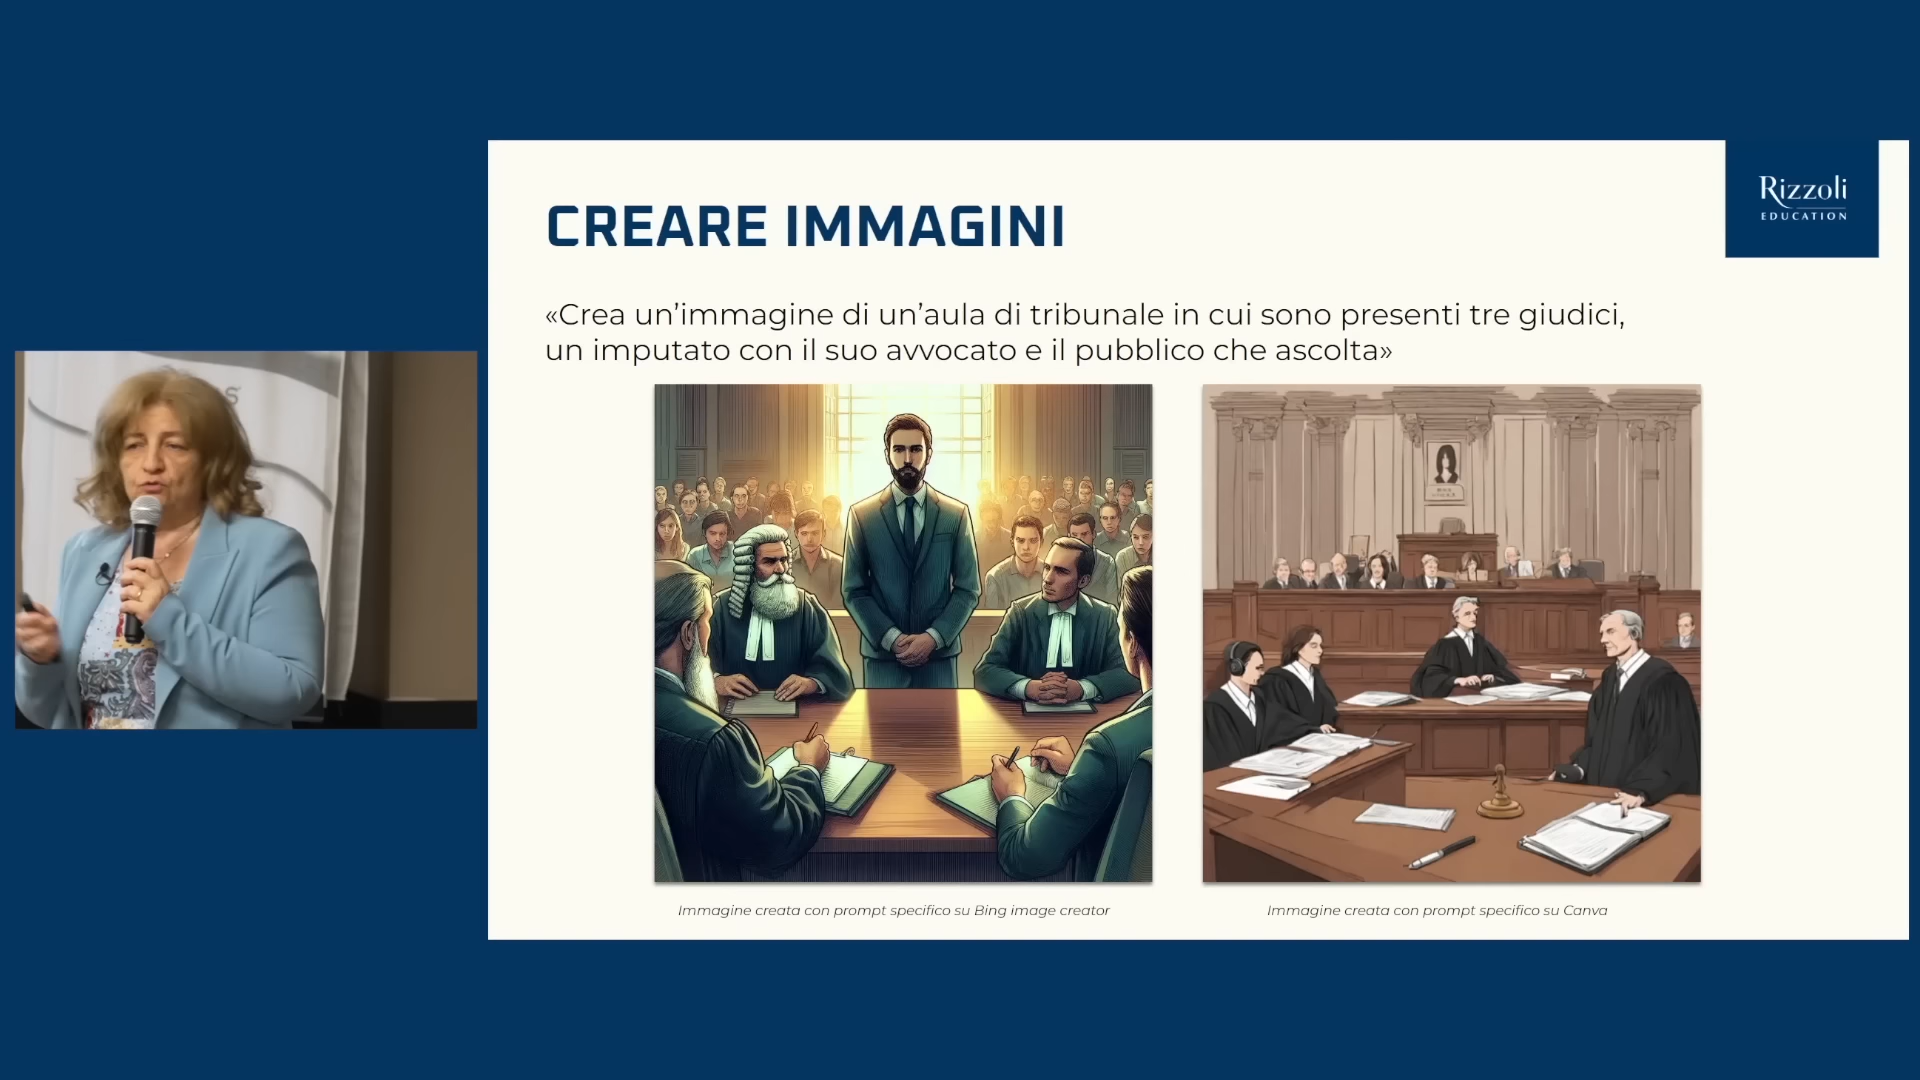 CREARE IMMAGINI
Rizzoli
EDUCATION
«Crea un’immagine di un’aula di tribunale in cui sono presenti tre giudici,
un imputato con il suo avvocato e il pubblico che ascolta»
Immagine creata con prompt specifico su Bing image creator
Immagine creata con prompt specifico su Canva